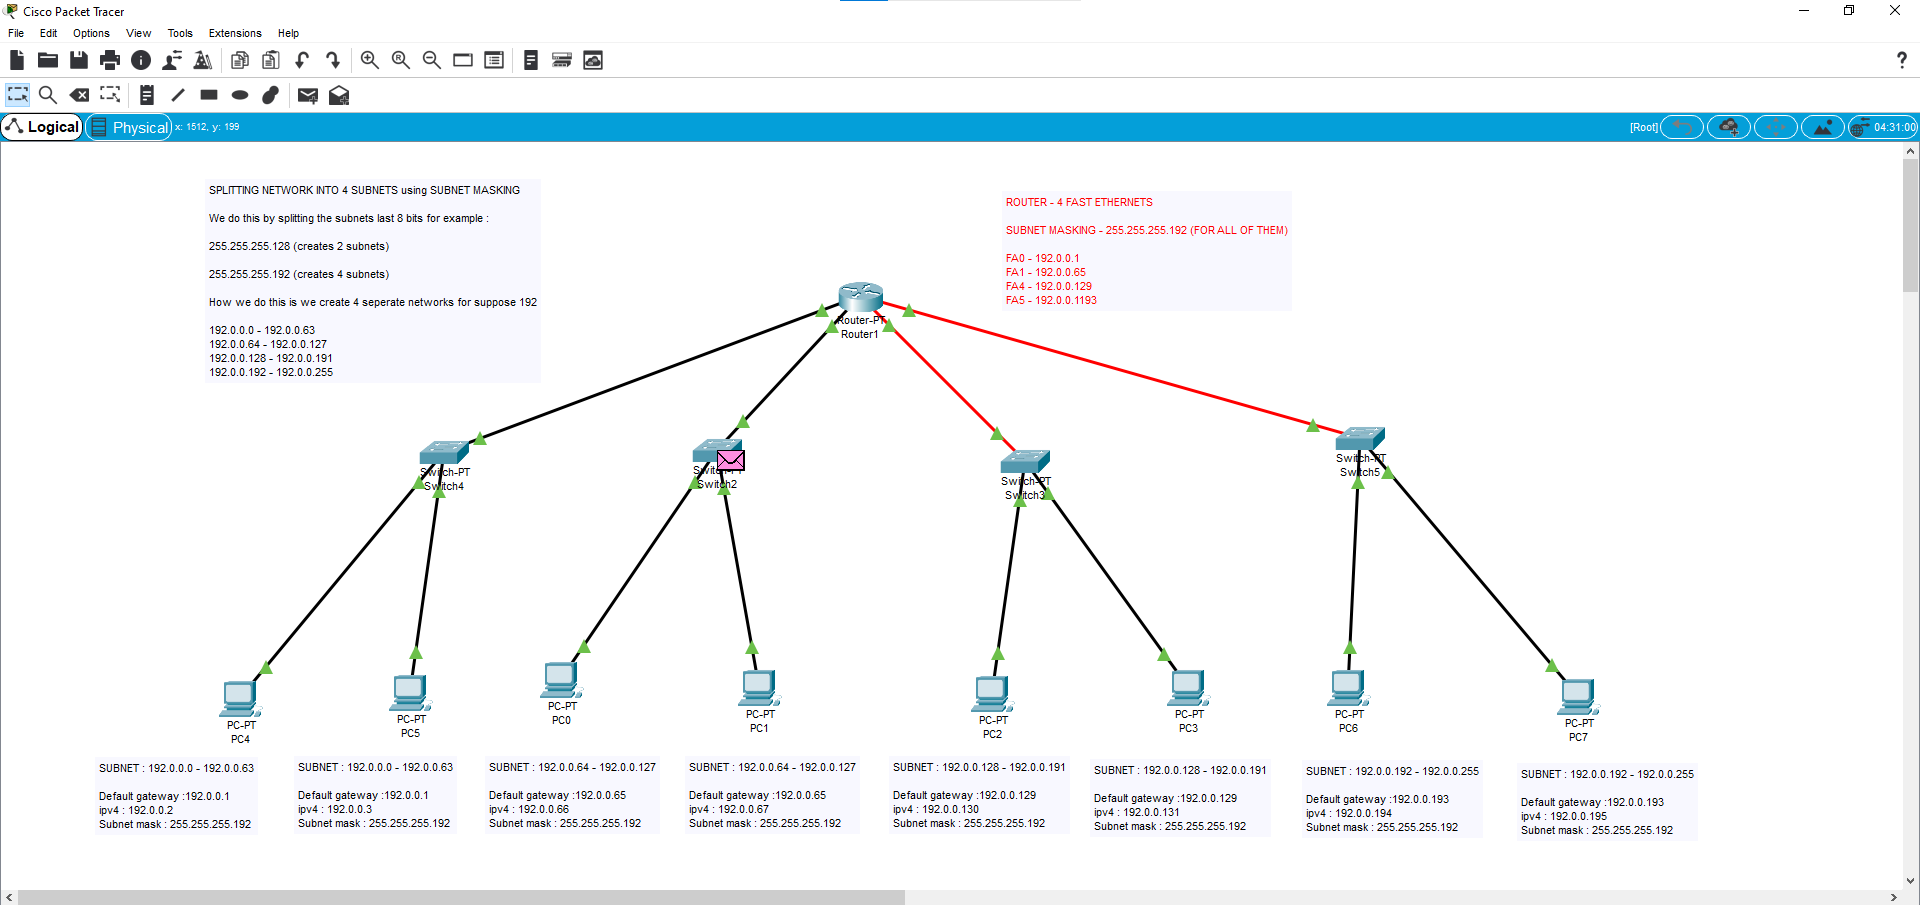 Cisco Packet Tracer
File Edit Options View Tools Extensions Help
?
Logical
Physical
x: 1512, y: 199
[Root]
04:31:00
SPLITTING NETWORK INTO 4 SUBNETS using SUBNET MASKING
We do this by splitting the subnets last 8 bits for example :
255.255.255.128 (creates 2 subnets)
255.255.255.192 (creates 4 subnets)
How we do this is we create 4 seperate networks for suppose 192
192.0.0.0 - 192.0.0.63
192.0.0.64 - 192.0.0.127
192.0.0.128 - 192.0.0.191
192.0.0.192 - 192.0.0.255
ROUTER - 4 FAST ETHERNETS
SUBNET MASKING - 255.255.255.192 (FOR ALL OF THEM)
FA0 - 192.0.0.1
FA1 - 192.0.0.65
FA4 - 192.0.0.129
FA5 - 192.0.0.1193
Router-PT
Router1
Switch-PT
Switch4
Switch-PT
Switch2
Switch-PT
Switch3
Switch-PT
Switch5
PC-PT
PC4
PC-PT
PC5
PC-PT
PC0
PC-PT
PC1
PC-PT
PC2
PC-PT
PC3
PC-PT
PC6
PC-PT
PC7
SUBNET : 192.0.0.0 - 192.0.0.63
Default gateway :192.0.0.1
ipv4 : 192.0.0.2
Subnet mask : 255.255.255.192
SUBNET : 192.0.0.0 - 192.0.0.63
Default gateway :192.0.0.1
ipv4 : 192.0.0.3
Subnet mask : 255.255.255.192
SUBNET : 192.0.0.64 - 192.0.0.127
Default gateway :192.0.0.65
ipv4 : 192.0.0.66
Subnet mask : 255.255.255.192
SUBNET : 192.0.0.64 - 192.0.0.127
Default gateway :192.0.0.65
ipv4 : 192.0.0.67
Subnet mask : 255.255.255.192
SUBNET : 192.0.0.128 - 192.0.0.191
Default gateway :192.0.0.129
ipv4 : 192.0.0.130
Subnet mask : 255.255.255.192
SUBNET : 192.0.0.128 - 192.0.0.191
Default gateway :192.0.0.129
ipv4 : 192.0.0.131
Subnet mask : 255.255.255.192
SUBNET : 192.0.0.192 - 192.0.0.255
Default gateway :192.0.0.193
ipv4 : 192.0.0.194
Subnet mask : 255.255.255.192
SUBNET : 192.0.0.192 - 192.0.0.255
Default gateway :192.0.0.193
ipv4 : 192.0.0.195
Subnet mask : 255.255.255.192